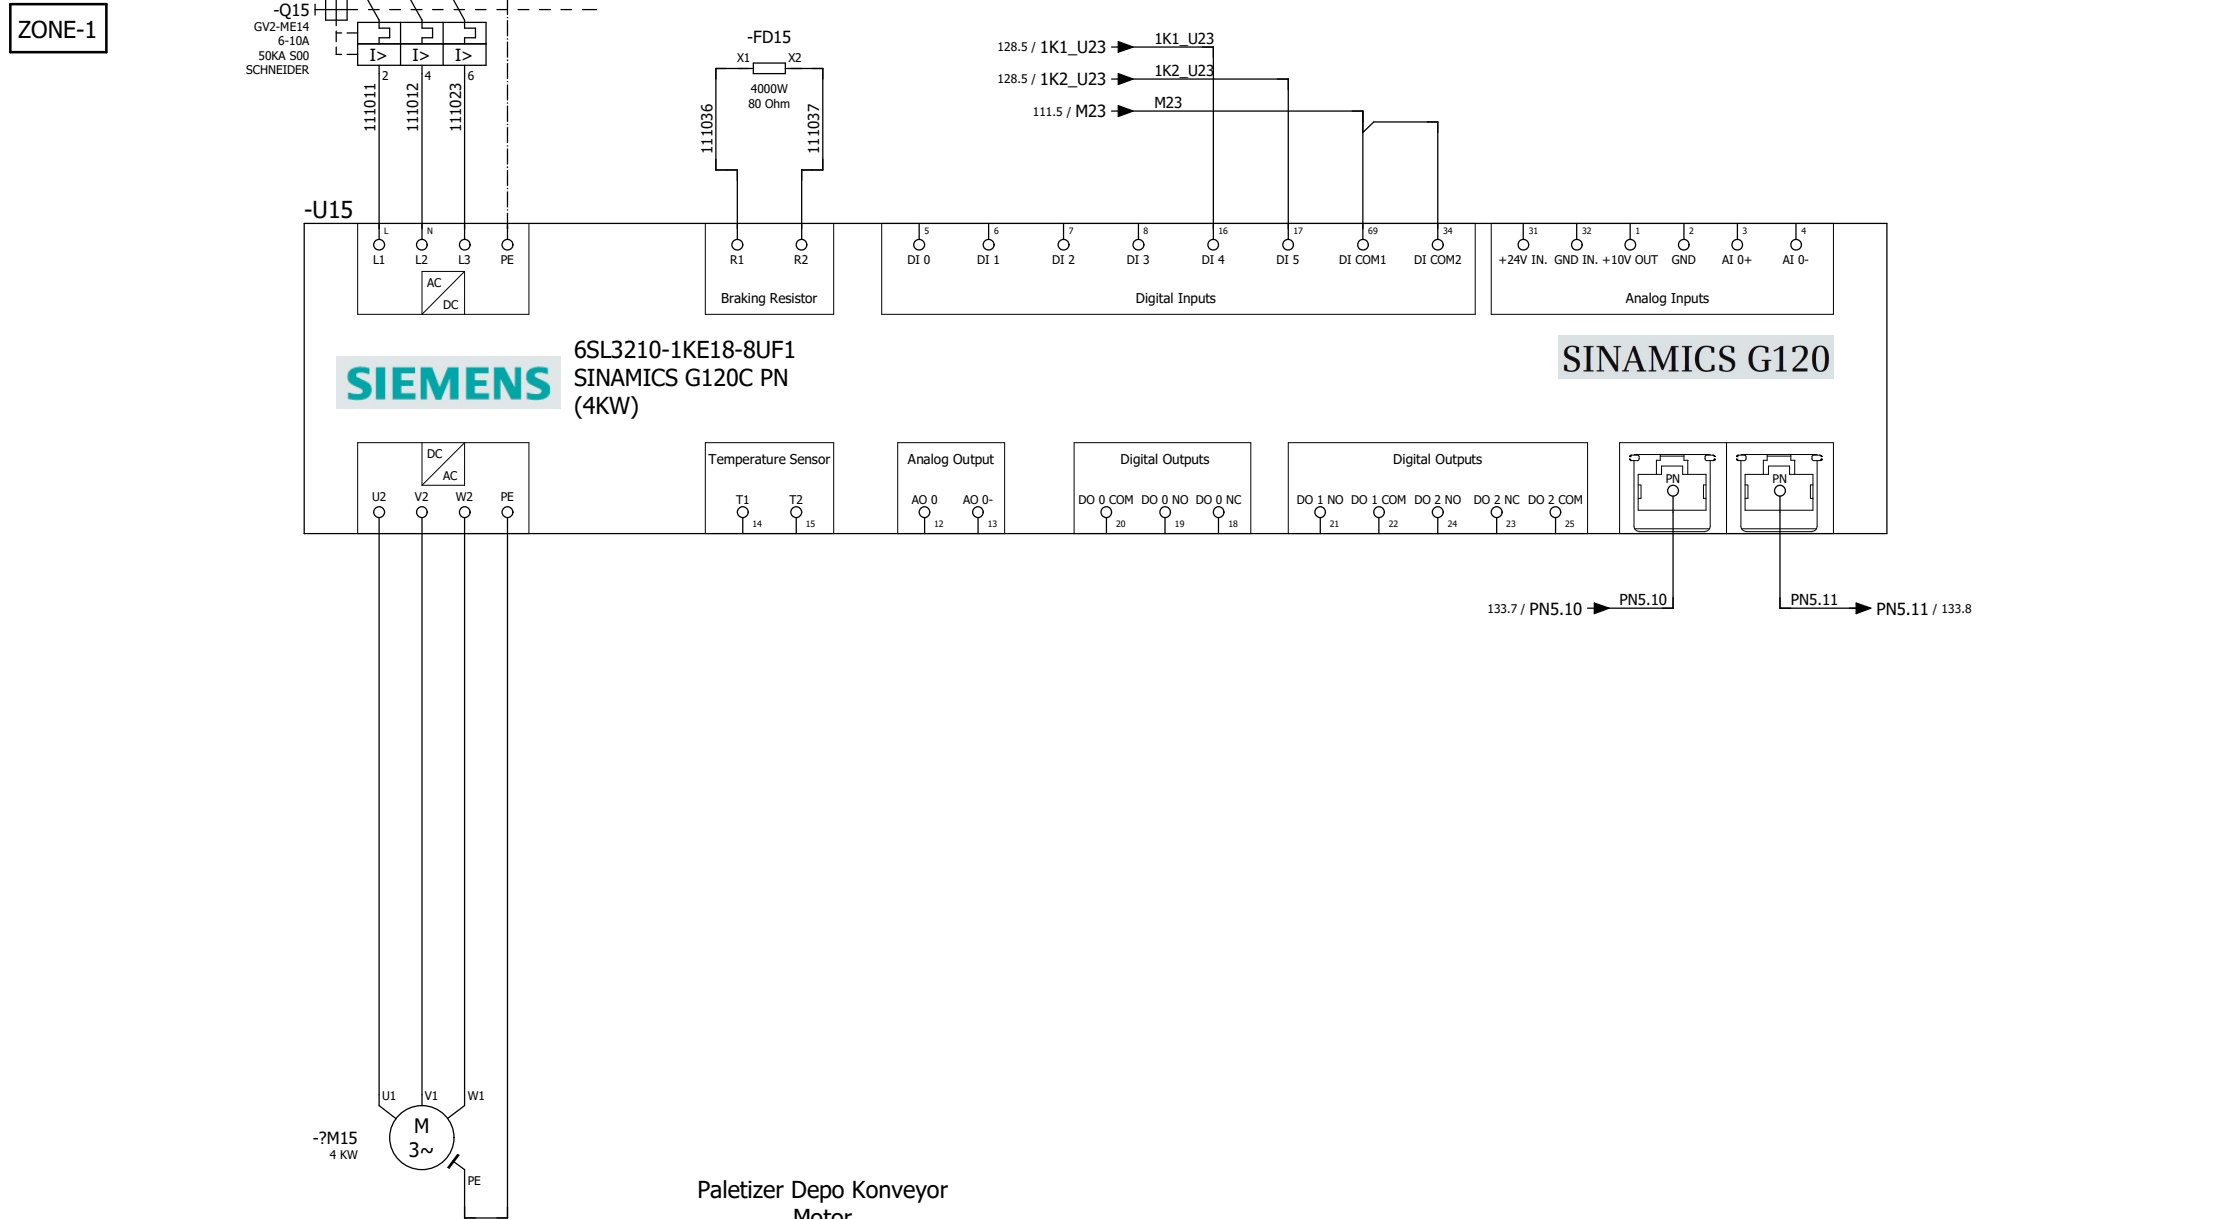 ZONE-1
-Q15
GV2-ME14
6-10A
50KA S00
SCHNEIDER
I> I> I>
2 4 6
111011 111012 111023
-FD15
X1 X2
4000W
80 Ohm
111036 111037
128.5 / 1K1_U23 1K1_U23
128.5 / 1K2_U23 1K2_U23
111.5 / M23 M23
-U15
L N
L1 L2 L3 PE
AC
DC
R1 R2
Braking Resistor
5 6 7 8 16 17 69 34
DI 0 DI 1 DI 2 DI 3 DI 4 DI 5 DI COM1 DI COM2
Digital Inputs
31 32 1 2 3 4
+24V IN. GND IN. +10V OUT GND AI 0+ AI 0-
Analog Inputs
SIEMENS
6SL3210-1KE18-8UF1
SINAMICS G120C PN
(4KW)
SINAMICS G120
DC
AC
U2 V2 W2 PE
Temperature Sensor
T1 T2
14 15
Analog Output
AO 0 AO 0-
12 13
Digital Outputs
DO 0 COM DO 0 NO DO 0 NC
20 19 18
Digital Outputs
DO 1 NO DO 1 COM DO 2 NO DO 2 NC DO 2 COM
21 22 24 23 25
PN PN
133.7 / PN5.10 PN5.10
PN5.11 PN5.11 / 133.8
U1 V1 W1
M
3~
-?M15
4 KW
PE
Paletizer Depo Konveyor
Motor